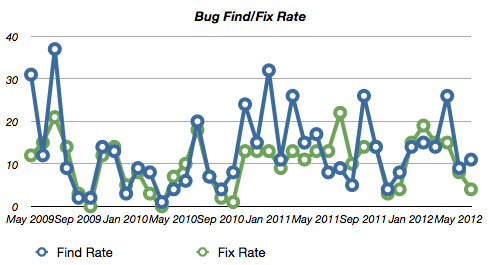 Bug Find/Fix Rate
40
30
20
10
0
May 2009 Sep 2009 Jan 2010 May 2010 Sep 2010 Jan 2011 May 2011 Sep 2011 Jan 2012 May 2012
Find Rate Fix Rate